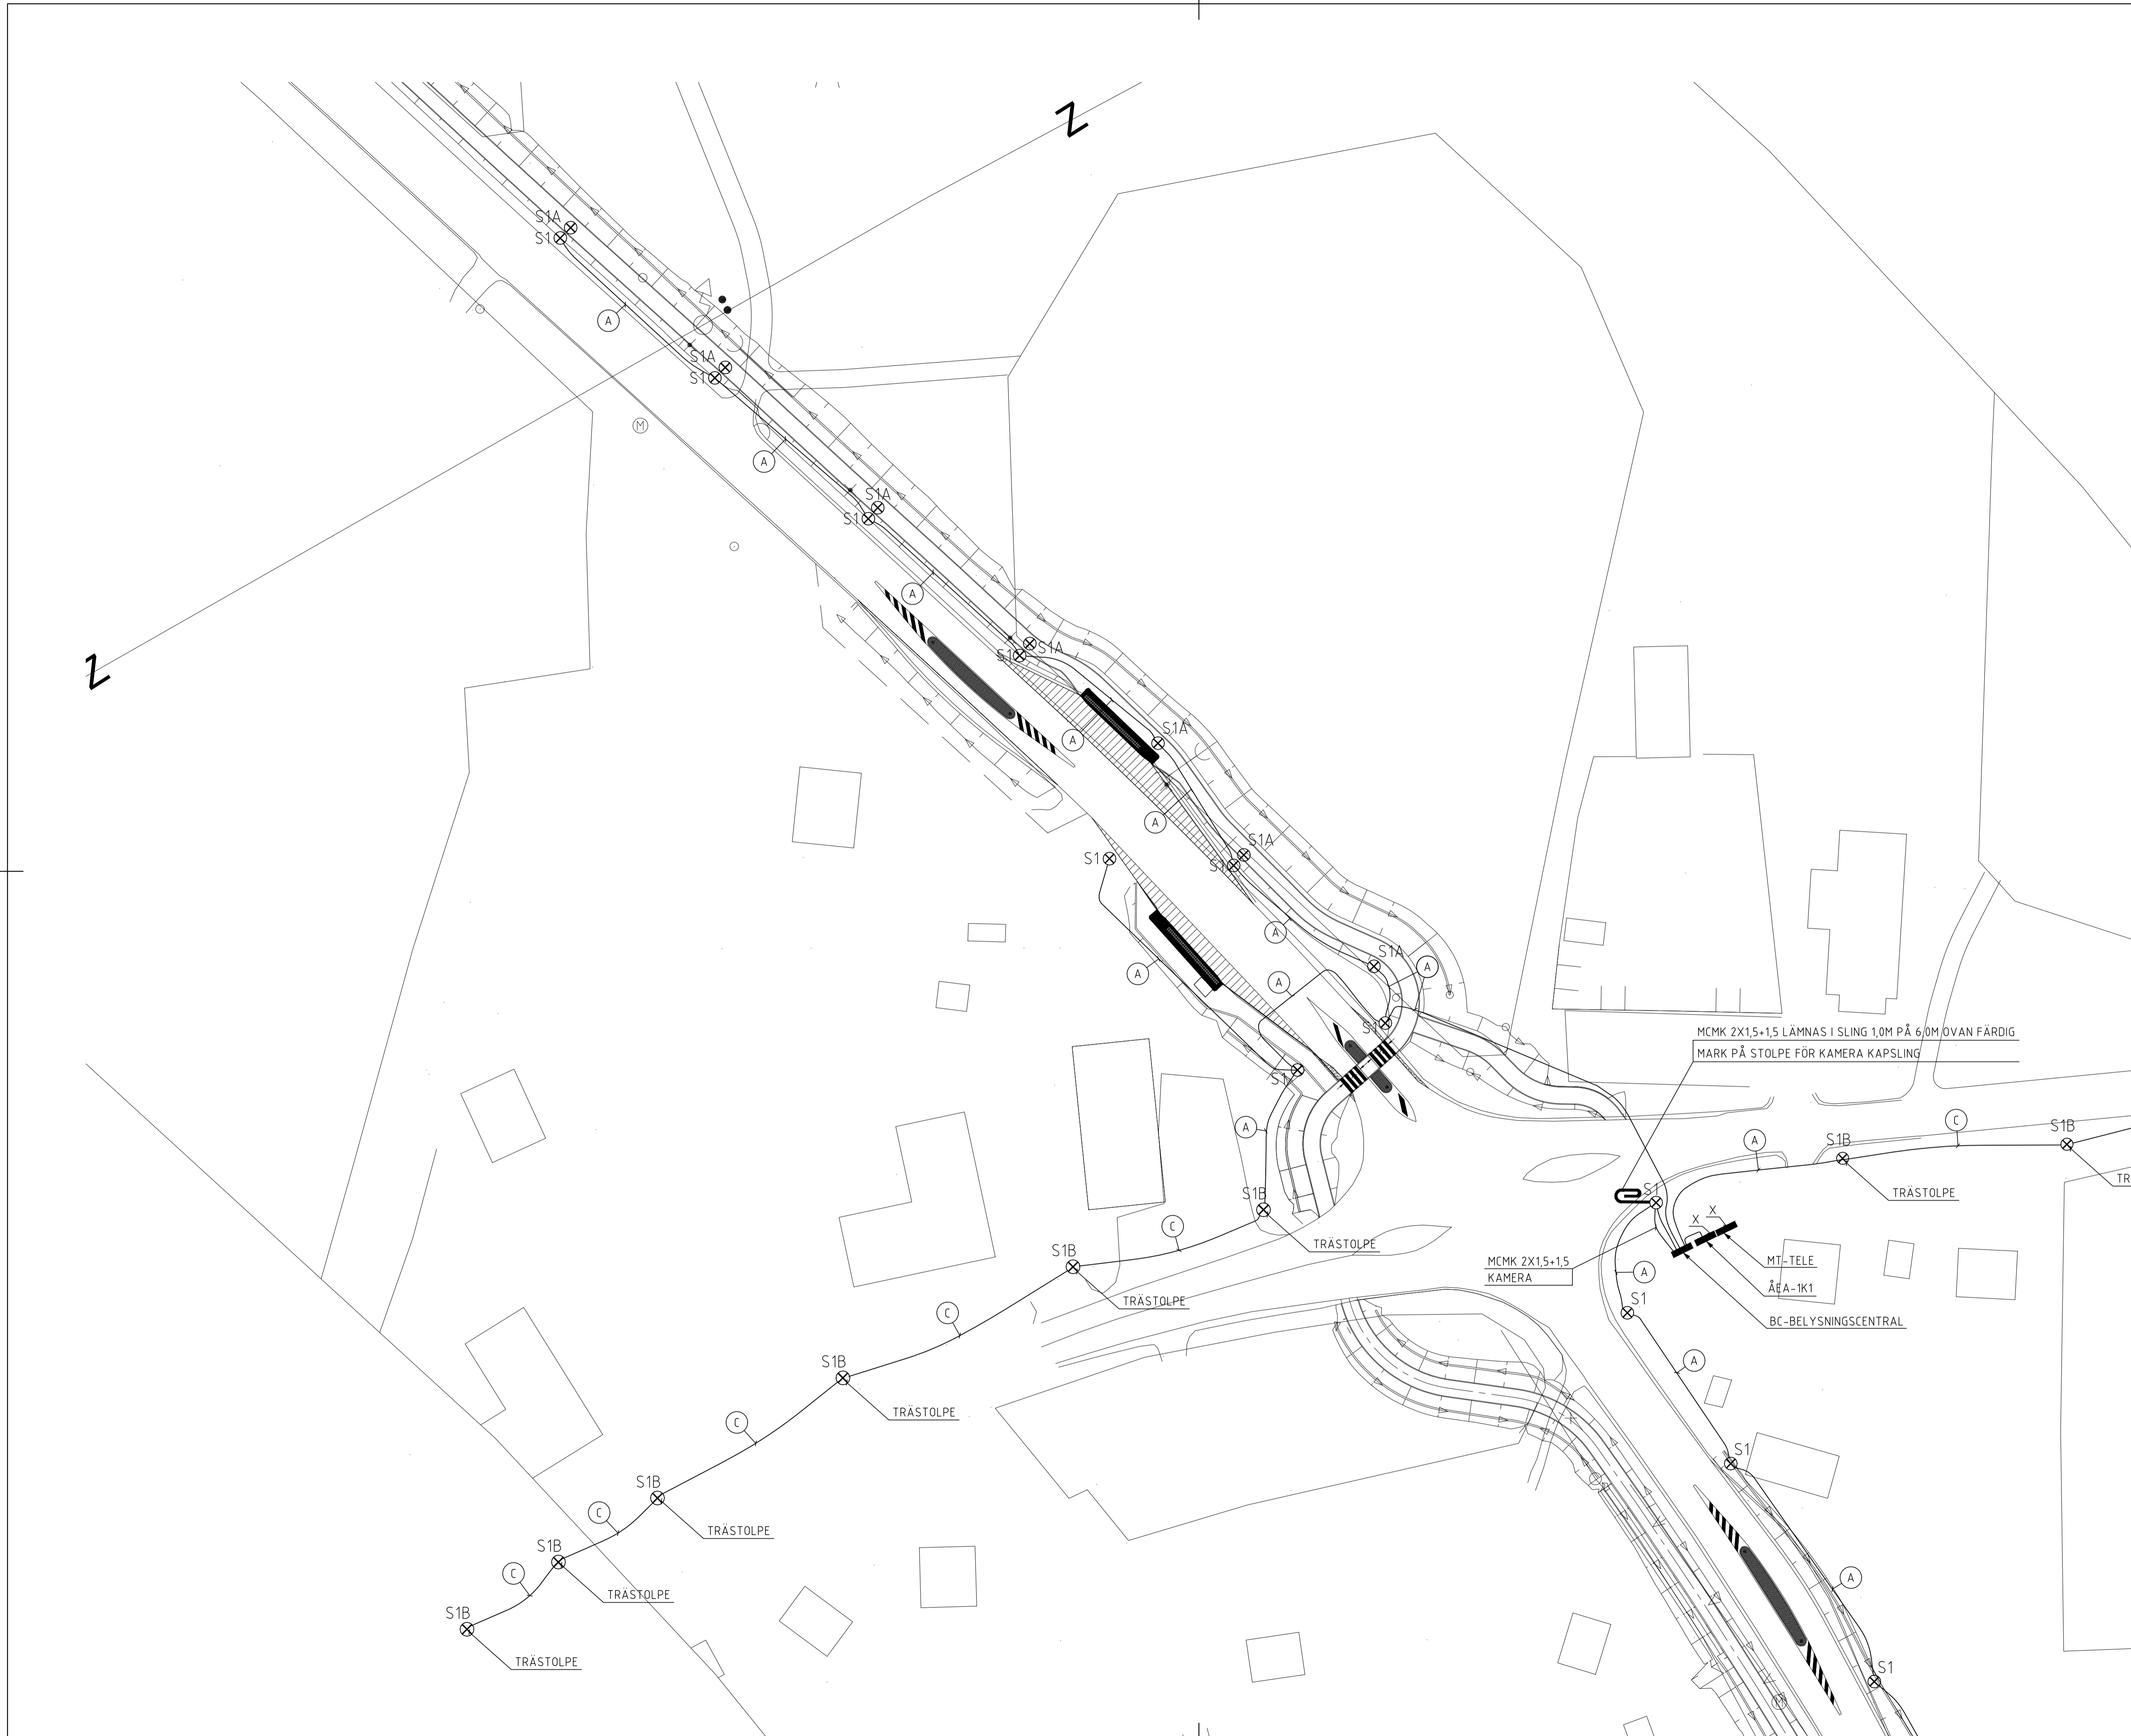 Z
S1A
S1
A
Z
S1A
S1
M
A
S1A
S1
A
S1A
S1
Z
S1A
A
A
S1A
S1
S1
A
S1A
A
A
A
S1
MCMK 2X1,5+1,5 LÄMNAS I SLING 1,0M PÅ 6,0M OVAN FÄRDIG
MARK PÅ STOLPE FÖR KAMERA KAPSLING
S1
A
C
S1B
A
S1B
TR
TRÄSTOLPE
S1
S1B
C
X
X
TRÄSTOLPE
S1B
MCMK 2X1,5+1,5
KAMERA
MT-TELE
A
ÅEA-1K1
TRÄSTOLPE
S1
C
BC-BELYSNINGSCENTRAL
S1B
A
TRÄSTOLPE
C
S1
S1B
C
TRÄSTOLPE
S1B
C
A
TRÄSTOLPE
S1B
TRÄSTOLPE
S1
M